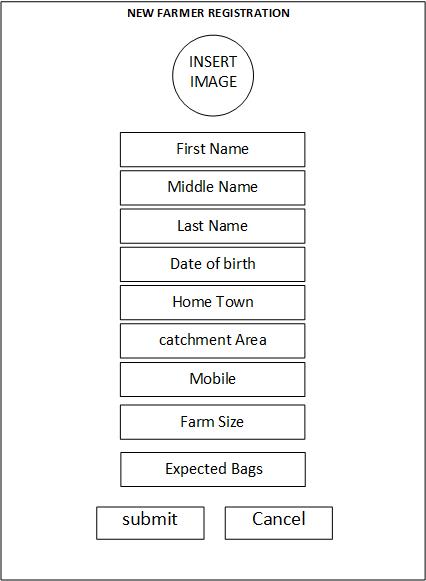 NEW FARMER REGISTRATION
INSERT
IMAGE
First Name
Middle Name
Last Name
Date of birth
Home Town
catchment Area
Mobile
Farm Size
Expected Bags
submit
Cancel